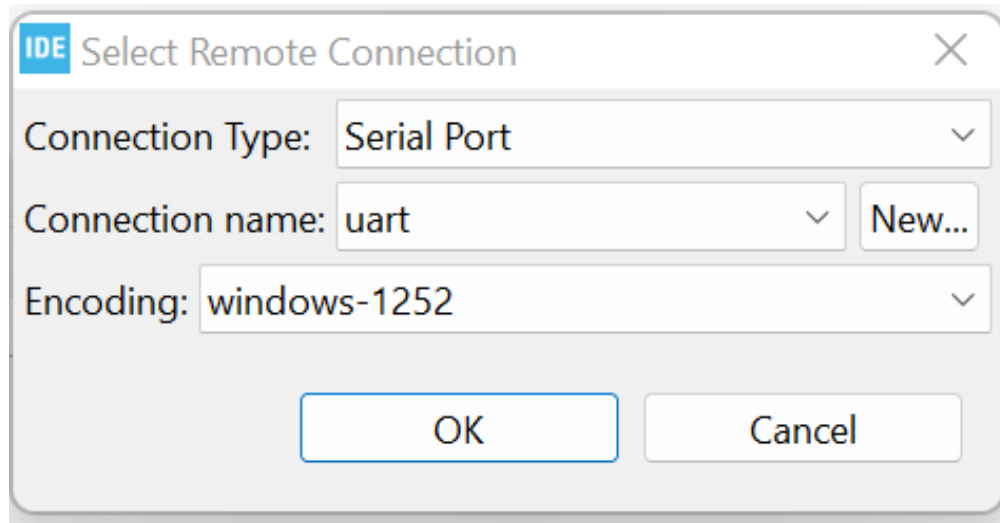 IDE Select Remote Connection
Connection Type: Serial Port
Connection name: uart New...
Encoding: windows-1252
OK Cancel